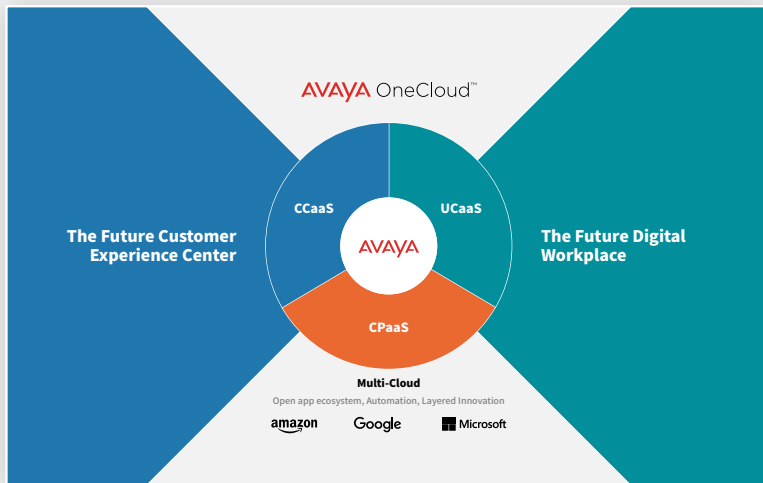 AVAYA OneCloud™
CCaaS
UCaaS
The Future Customer
Experience Center
AVAYA
The Future Digital
Workplace
CPaaS
Multi-Cloud
Open app ecosystem, Automation, Layered Innovation
amazon
Google
Microsoft